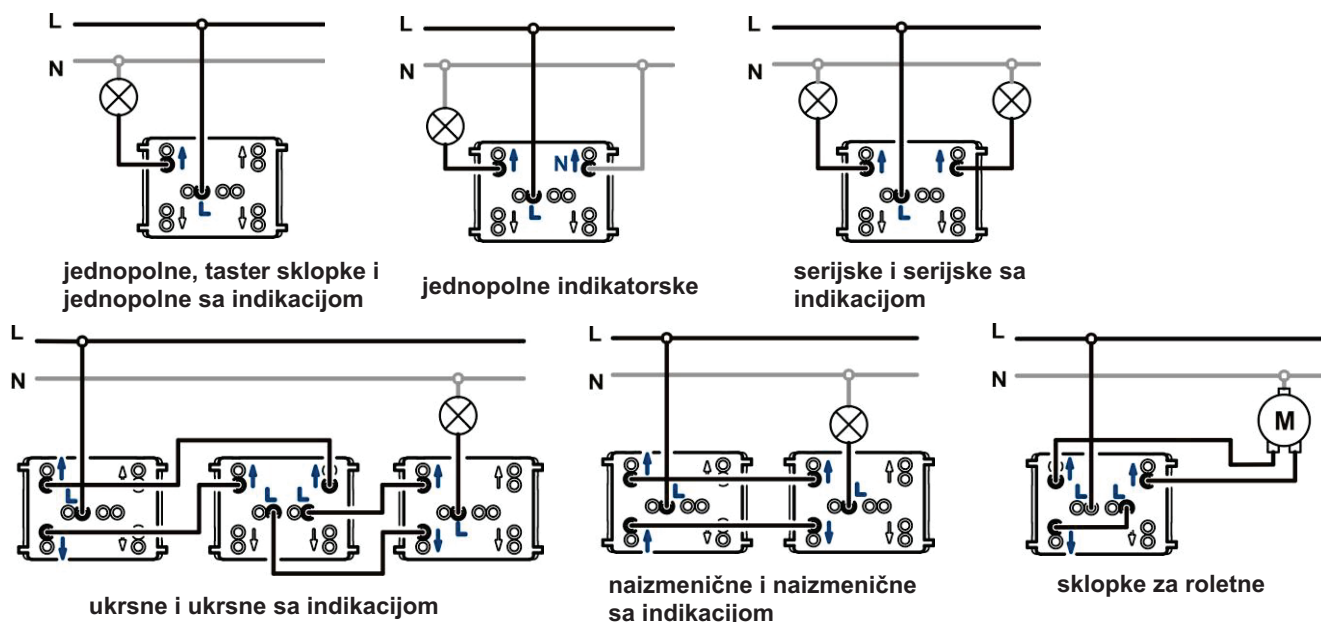 L
N
L
jednopolne, taster sklopke i
jednopolne sa indikacijom
L
N
N
L
jednopolne indikatorske
L
N
L
serijske i serijske sa
indikacijom
L
N
L
L
L
L
ukrsne i ukrsne sa indikacijom
L
N
L
L
naizmenične i naizmenične
sa indikacijom
L
N
M
L
L
sklopke za roletne